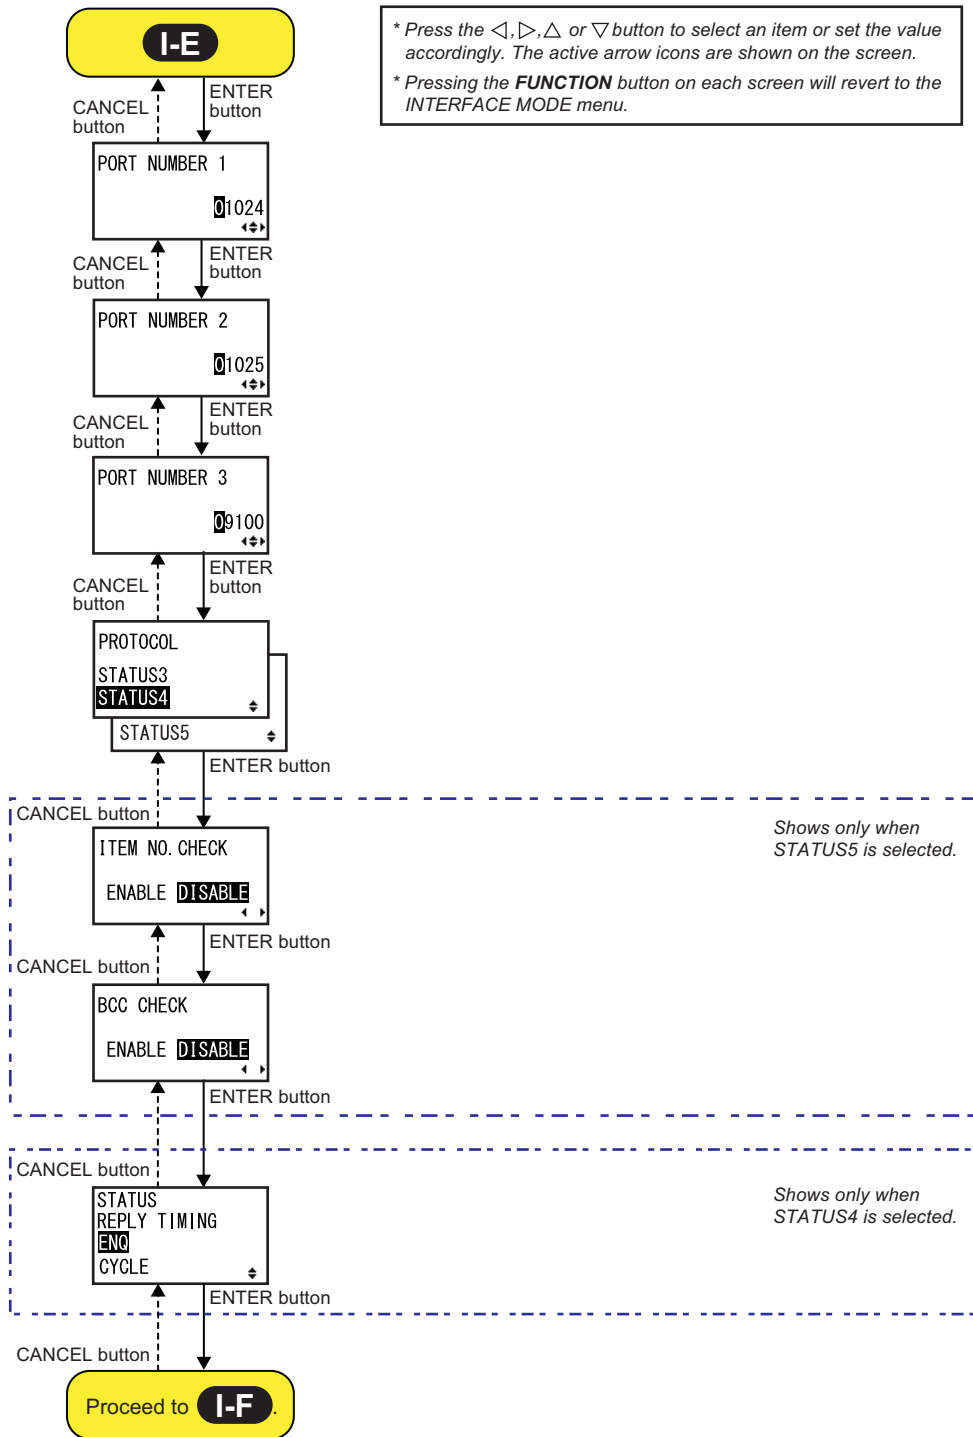 I-E
* Press the ◁, ▷, △ or ▽ button to select an item or set the value
accordingly. The active arrow icons are shown on the screen.
* Pressing the FUNCTION button on each screen will revert to the
INTERFACE MODE menu.
CANCEL
button
ENTER
button
PORT NUMBER 1
01024
CANCEL
button
ENTER
button
PORT NUMBER 2
01025
CANCEL
button
ENTER
button
PORT NUMBER 3
09100
CANCEL
button
ENTER
button
PROTOCOL
STATUS3
STATUS4
STATUS5
ENTER button
CANCEL button
Shows only when
STATUS5 is selected.
ITEM NO. CHECK
ENABLE DISABLE
ENTER button
CANCEL button
BCC CHECK
ENABLE DISABLE
ENTER button
CANCEL button
Shows only when
STATUS4 is selected.
STATUS
REPLY TIMING
ENQ
CYCLE
ENTER button
CANCEL button
Proceed to I-F.